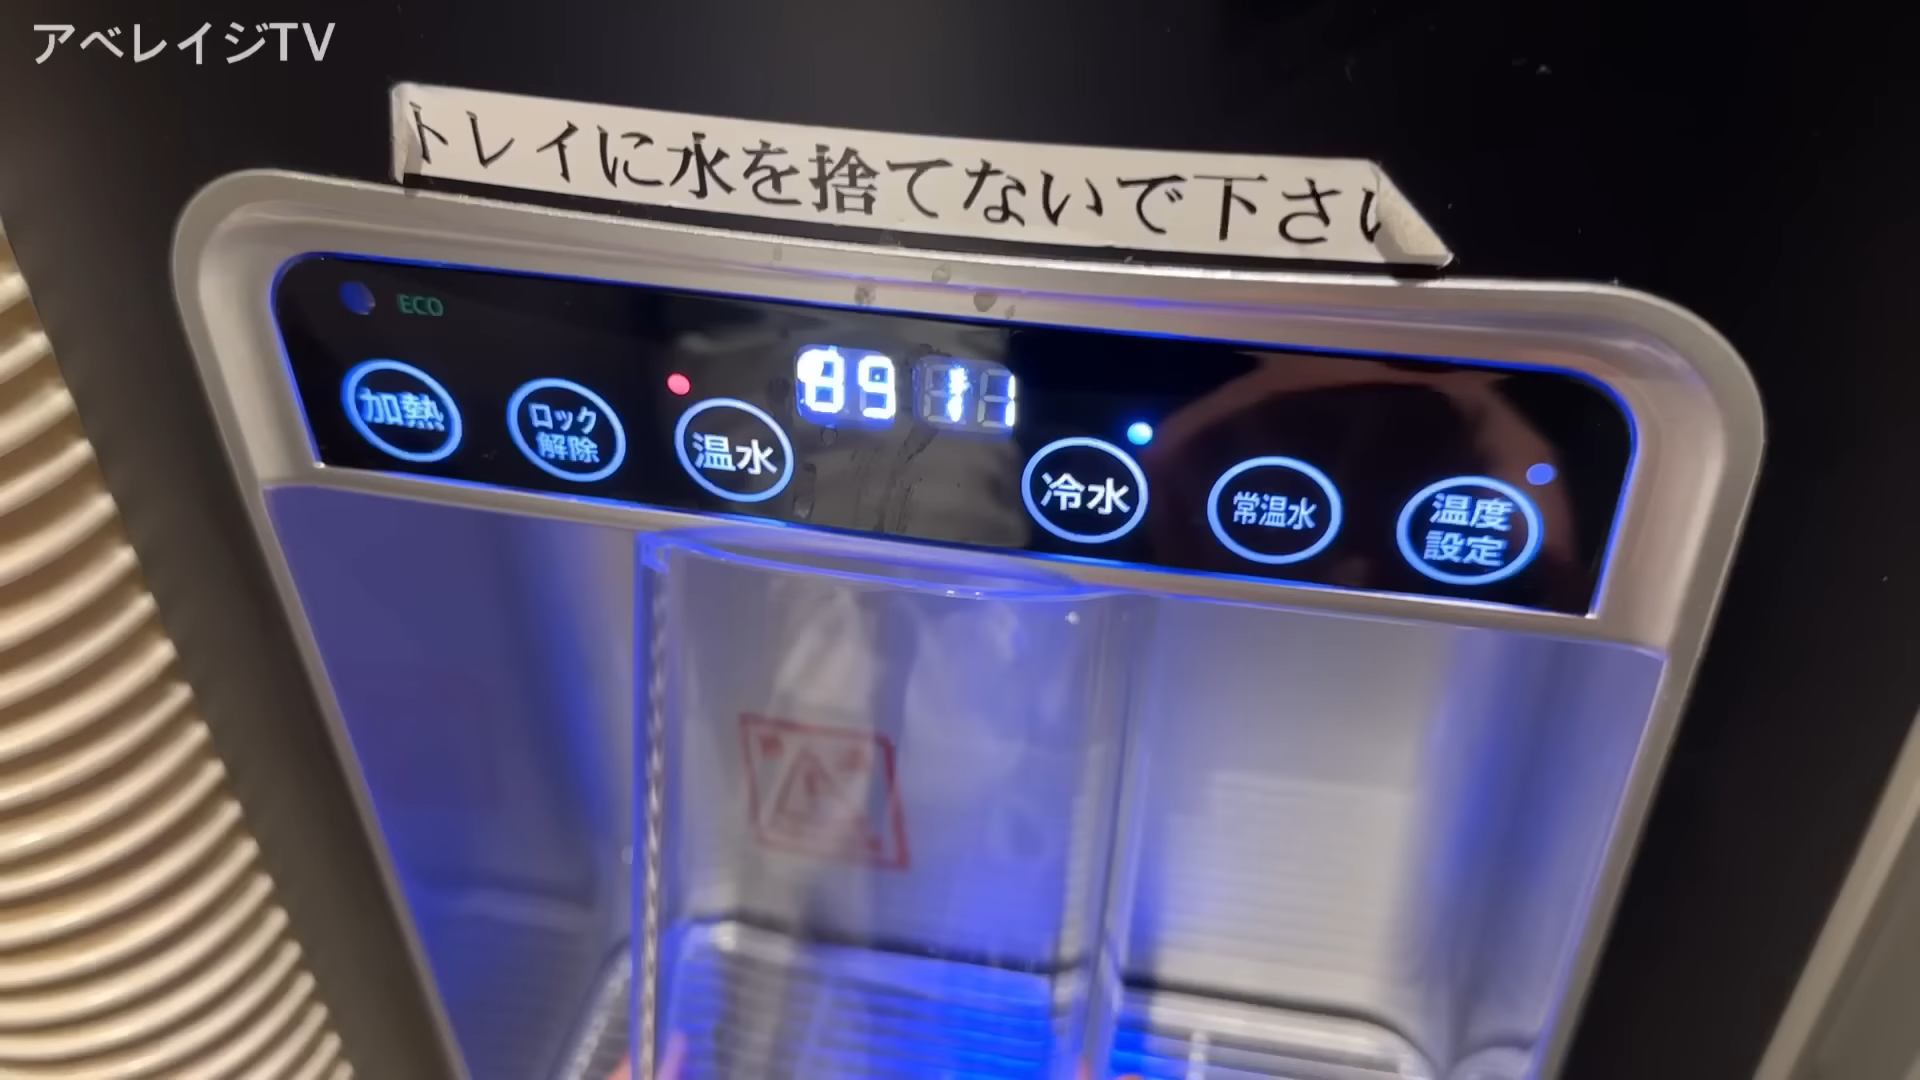 アベレイジTV
トレイに水を捨てないで下さい
ECO
89 11
加熱
ロック
解除
温水
冷水
常温水
温度
設定